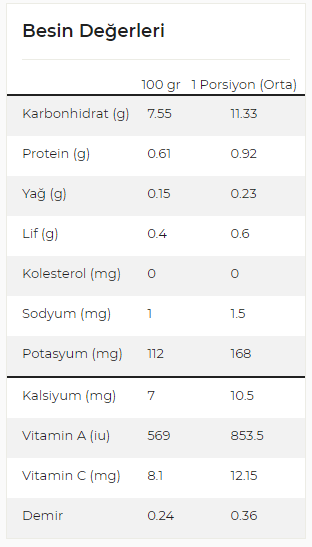 Besin Değerleri
100 gr 1 Porsiyon (Orta)
Karbonhidrat (g) 7.55 11.33
Protein (g) 0.61 0.92
Yağ (g) 0.15 0.23
Lif (g) 0.4 0.6
Kolesterol (mg) 0 0
Sodyum (mg) 1 1.5
Potasyum (mg) 112 168
Kalsiyum (mg) 7 10.5
Vitamin A (iu) 569 853.5
Vitamin C (mg) 8.1 12.15
Demir 0.24 0.36